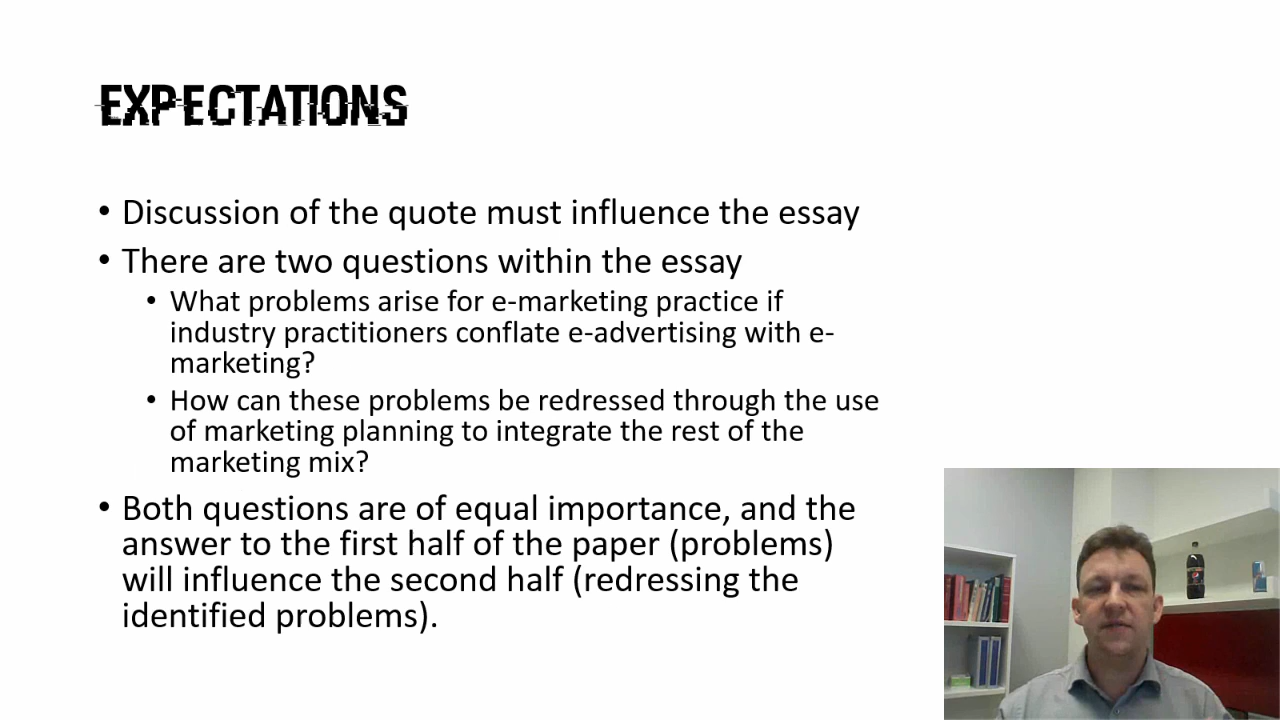 EXPECTATIONS
• Discussion of the quote must influence the essay
• There are two questions within the essay
• What problems arise for e-marketing practice if
industry practitioners conflate e-advertising with e-
marketing?
• How can these problems be redressed through the use
of marketing planning to integrate the rest of the
marketing mix?
• Both questions are of equal importance, and the
answer to the first half of the paper (problems)
will influence the second half (redressing the
identified problems).